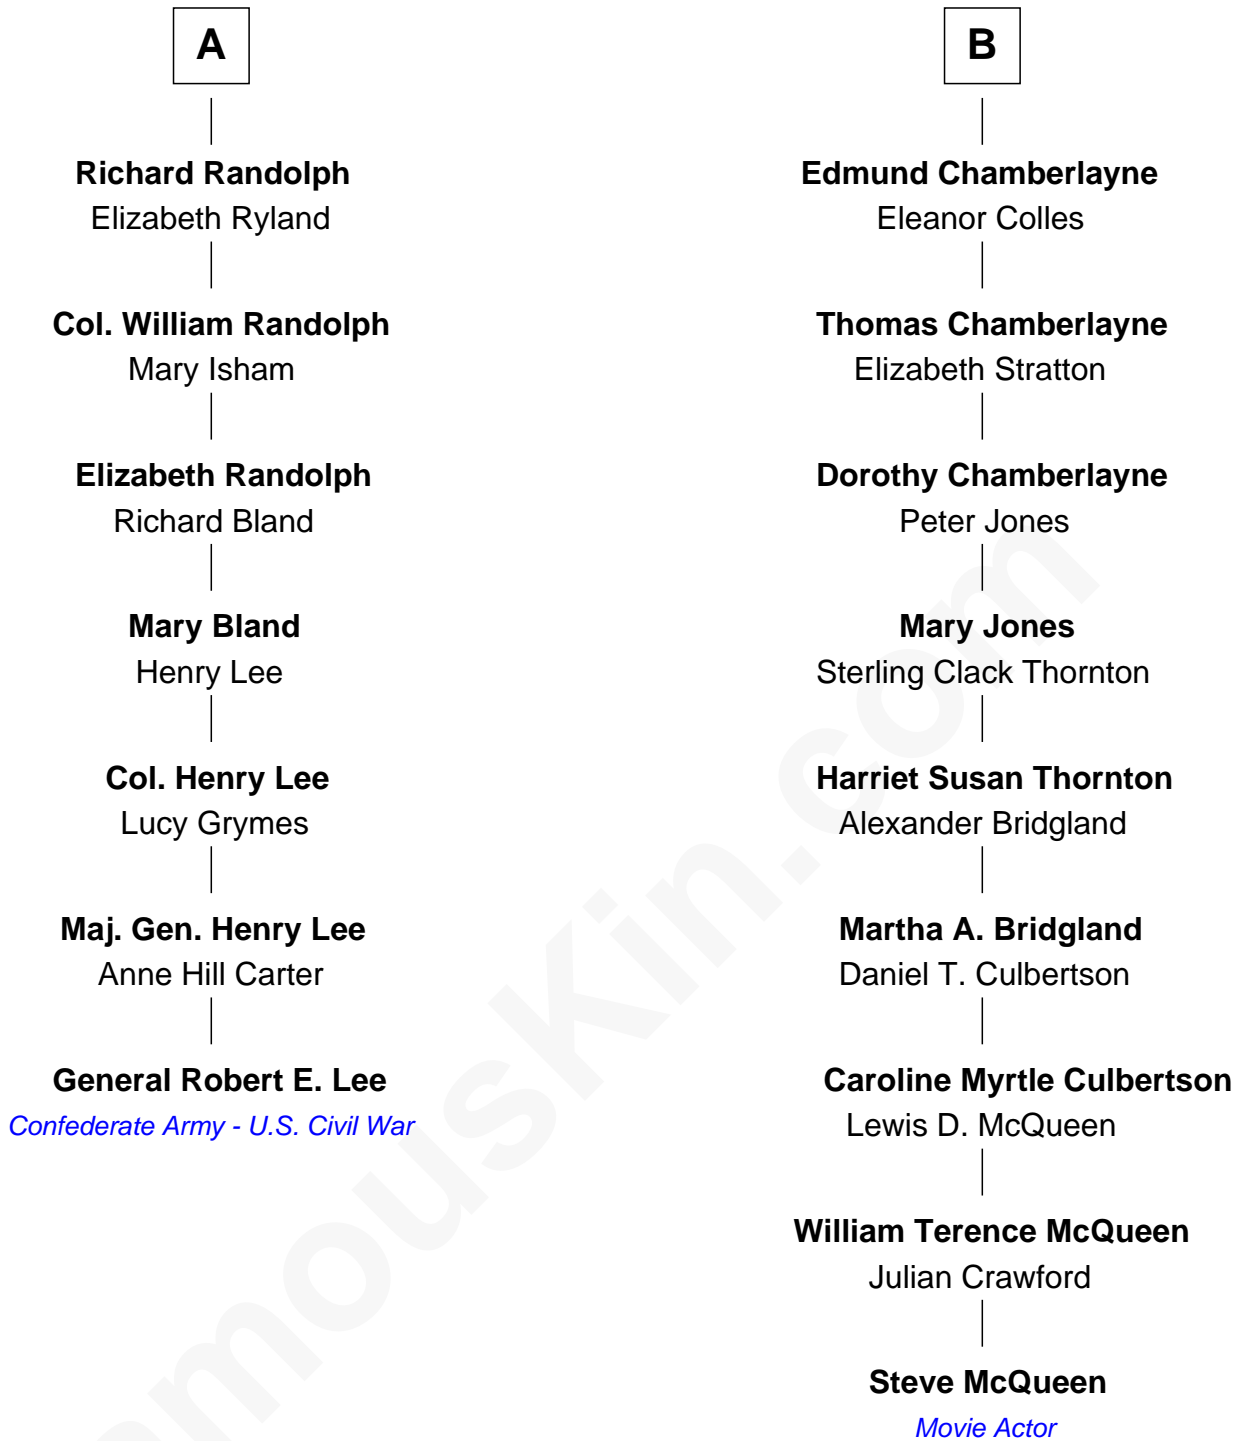 A
Richard Randolph
Elizabeth Ryland
Col. William Randolph
Mary Isham
Elizabeth Randolph
Richard Bland
Mary Bland
Henry Lee
Col. Henry Lee
Lucy Grymes
Maj. Gen. Henry Lee
Anne Hill Carter
General Robert E. Lee
Confederate Army - U.S. Civil War
B
Edmund Chamberlayne
Eleanor Colles
Thomas Chamberlayne
Elizabeth Stratton
Dorothy Chamberlayne
Peter Jones
Mary Jones
Sterling Clack Thornton
Harriet Susan Thornton
Alexander Bridgland
Martha A. Bridgland
Daniel T. Culbertson
Caroline Myrtle Culbertson
Lewis D. McQueen
William Terence McQueen
Julian Crawford
Steve McQueen
Movie Actor
amousKin.com